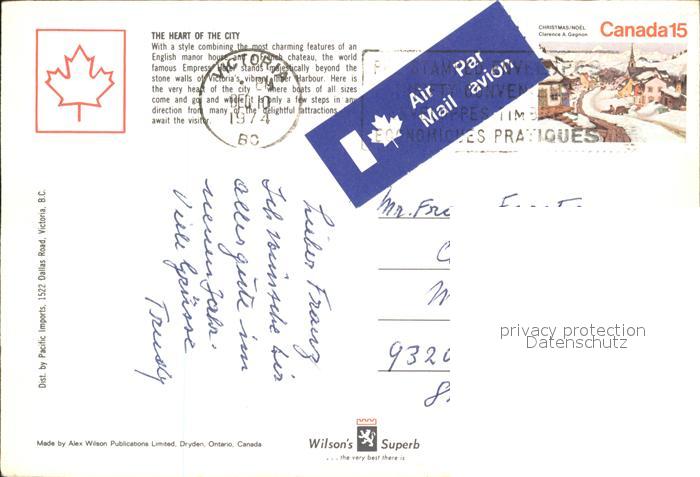 THE HEART OF THE CITY
With a style combining the most charming features of an
English manor house and a French chateau, the world
famous Empress Hotel stands majestically beyond the
stone walls of Victoria's vibrant Inner Harbour. Here is
the very heart of the city where boats of all sizes
come and go and where it is only a few steps in any
direction from many of the delightful attractions
await the visitor.
VICTORIA
1974
BC
Air Mail
Par avion
CHRISTMAS/NOËL
Clarence A. Gagnon
Canada 15
ECONOMIQUES PRATIQUES
Lieber Franz
Ich wünsche dir
alles gute im
neuen Jahr.
Viele Grüsse
Trudy
Mr.
932
privacy protection
Datenschutz
Dist. by Pacific Imports, 1522 Dallas Road, Victoria, B.C.
Made by Alex Wilson Publications Limited, Dryden, Ontario, Canada
Wilson's Superb
... the very best there is